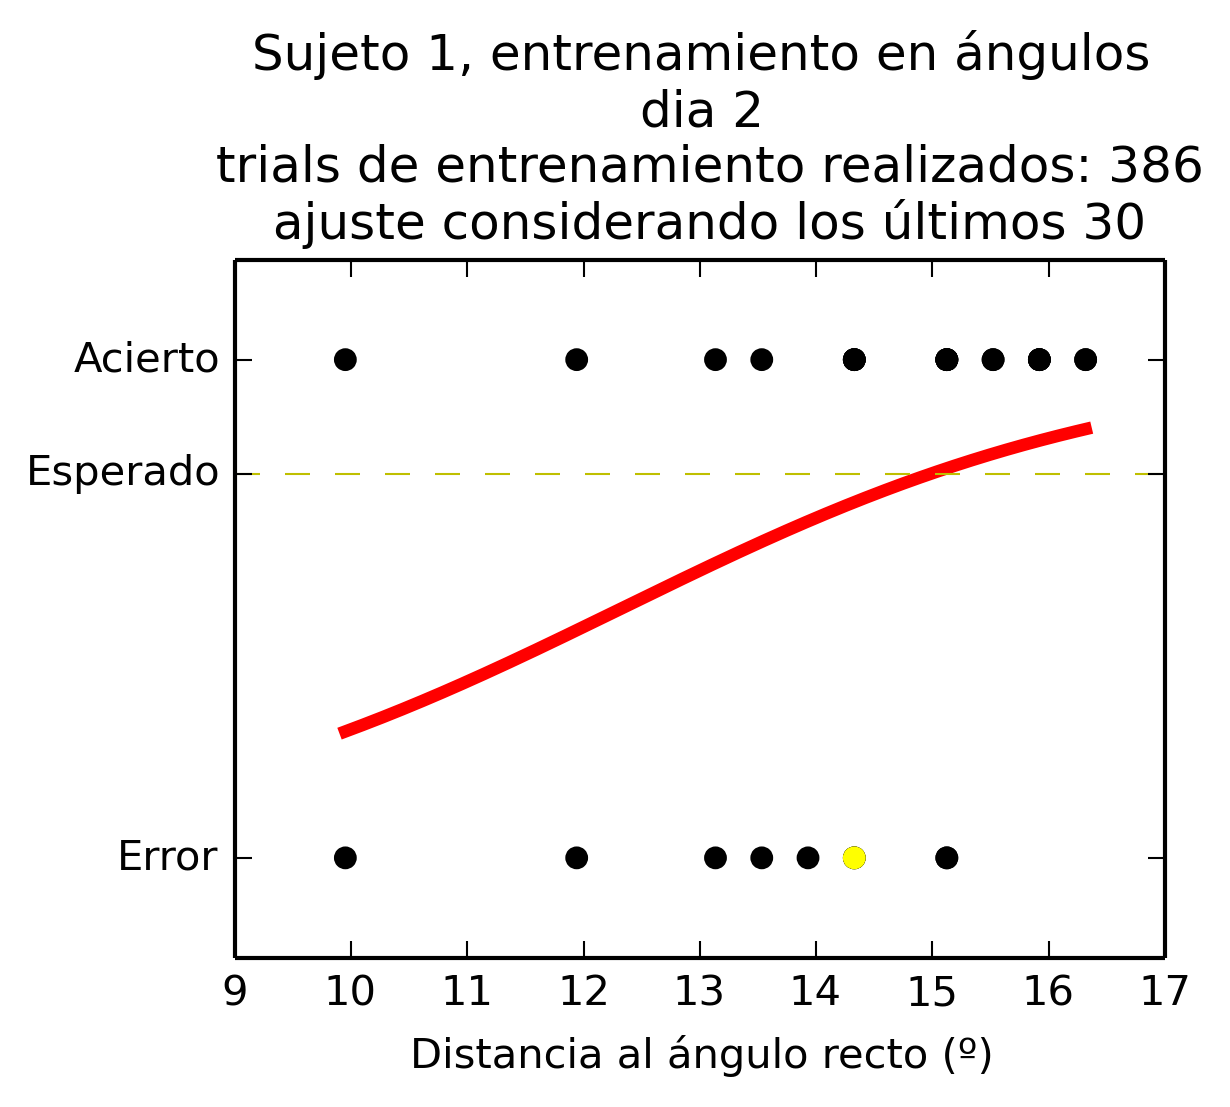 Sujeto 1, entrenamiento en ángulos
dia 2
trials de entrenamiento realizados: 386
ajuste considerando los últimos 30
Acierto
Esperado
Error
9 10 11 12 13 14 15 16 17
Distancia al ángulo recto (º)